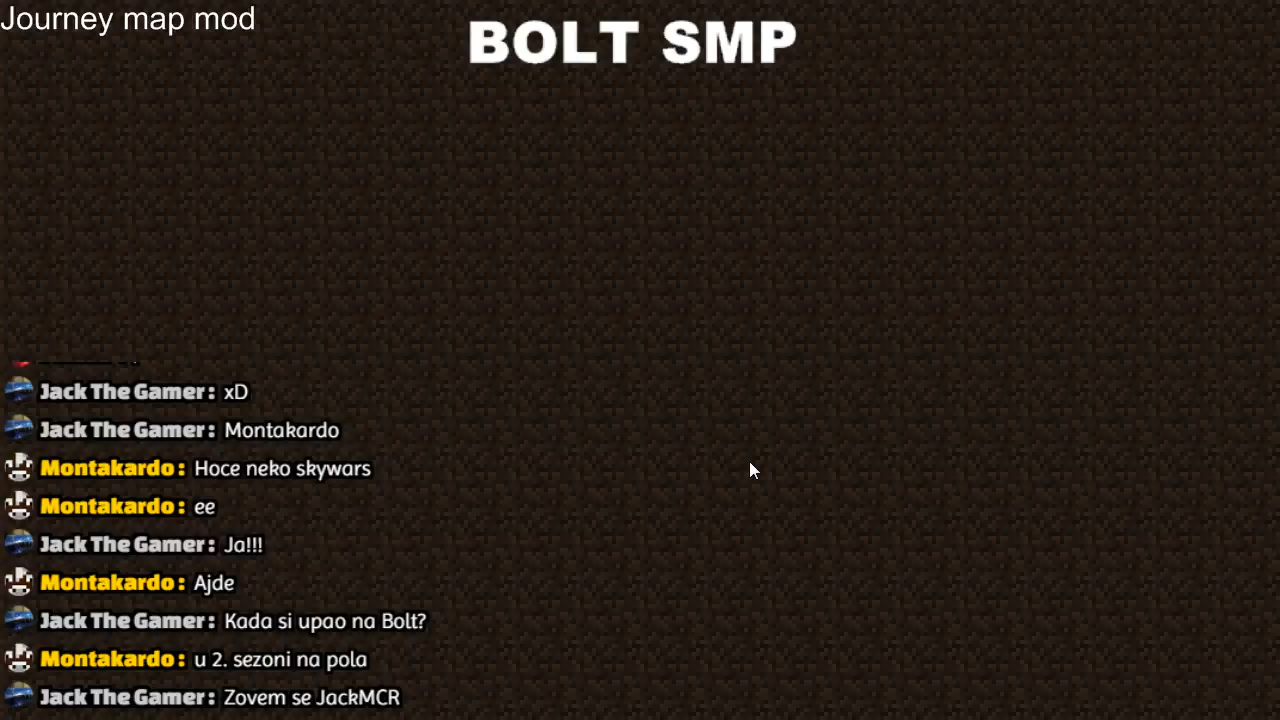 Journey map mod
BOLT SMP
Jack The Gamer: xD
Jack The Gamer: Montakardo
Montakardo: Hoce neko skywars
Montakardo: ee
Jack The Gamer: Ja!!!
Montakardo: Ajde
Jack The Gamer: Kada si upao na Bolt?
Montakardo: u 2. sezoni na pola
Jack The Gamer: Zovem se JackMCR